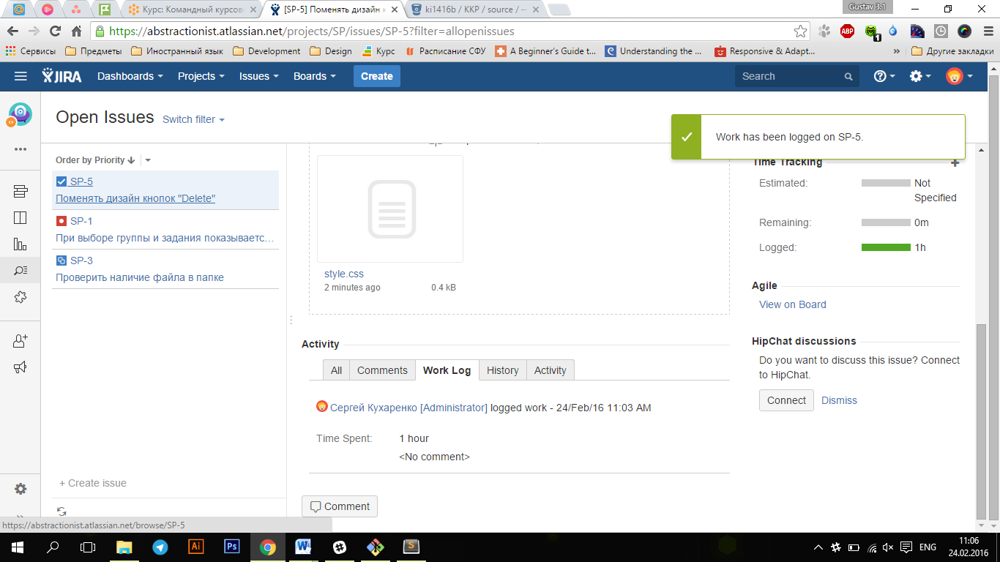 Gustav 3.1
Курс: Командный курсово
[SP-5] Поменять дизайн к
ki1416b / KKP / source / —
https://abstractionist.atlassian.net/projects/SP/issues/SP-5?filter=allopenissues
ABP
1
Сервисы
Предметы
Иностранный язык
Development
Design
Курс
Расписание СФУ
A Beginner's Guide t...
Understanding the ...
Responsive & Adapt...
»
Другие закладки
JIRA
Dashboards
Projects
Issues
Boards
Create
Search
Open Issues
Switch filter
Work has been logged on SP-5.
Order by Priority
SP-5
Поменять дизайн кнопок "Delete"
SP-1
При выборе группы и задания показываетс...
SP-3
Проверить наличие файла в папке
+ Create issue
style.css
2 minutes ago
0.4 kB
Activity
All
Comments
Work Log
History
Activity
Сергей Кухаренко [Administrator] logged work - 24/Feb/16 11:03 AM
Time Spent:
1 hour
<No comment>
Comment
Time Tracking
Estimated:
Not
Specified
Remaining:
0m
Logged:
1h
Agile
View on Board
HipChat discussions
Do you want to discuss this issue? Connect
to HipChat.
Connect
Dismiss
https://abstractionist.atlassian.net/browse/SP-5
Ai
Ps
W
S
ENG
11:06
24.02.2016